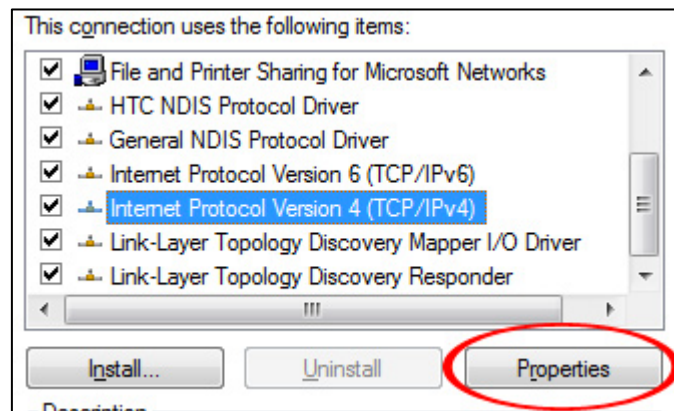 This connection uses the following items:
File and Printer Sharing for Microsoft Networks
HTC NDIS Protocol Driver
General NDIS Protocol Driver
Internet Protocol Version 6 (TCP/IPv6)
Internet Protocol Version 4 (TCP/IPv4)
Link-Layer Topology Discovery Mapper I/O Driver
Link-Layer Topology Discovery Responder
Install... Uninstall Properties
Description